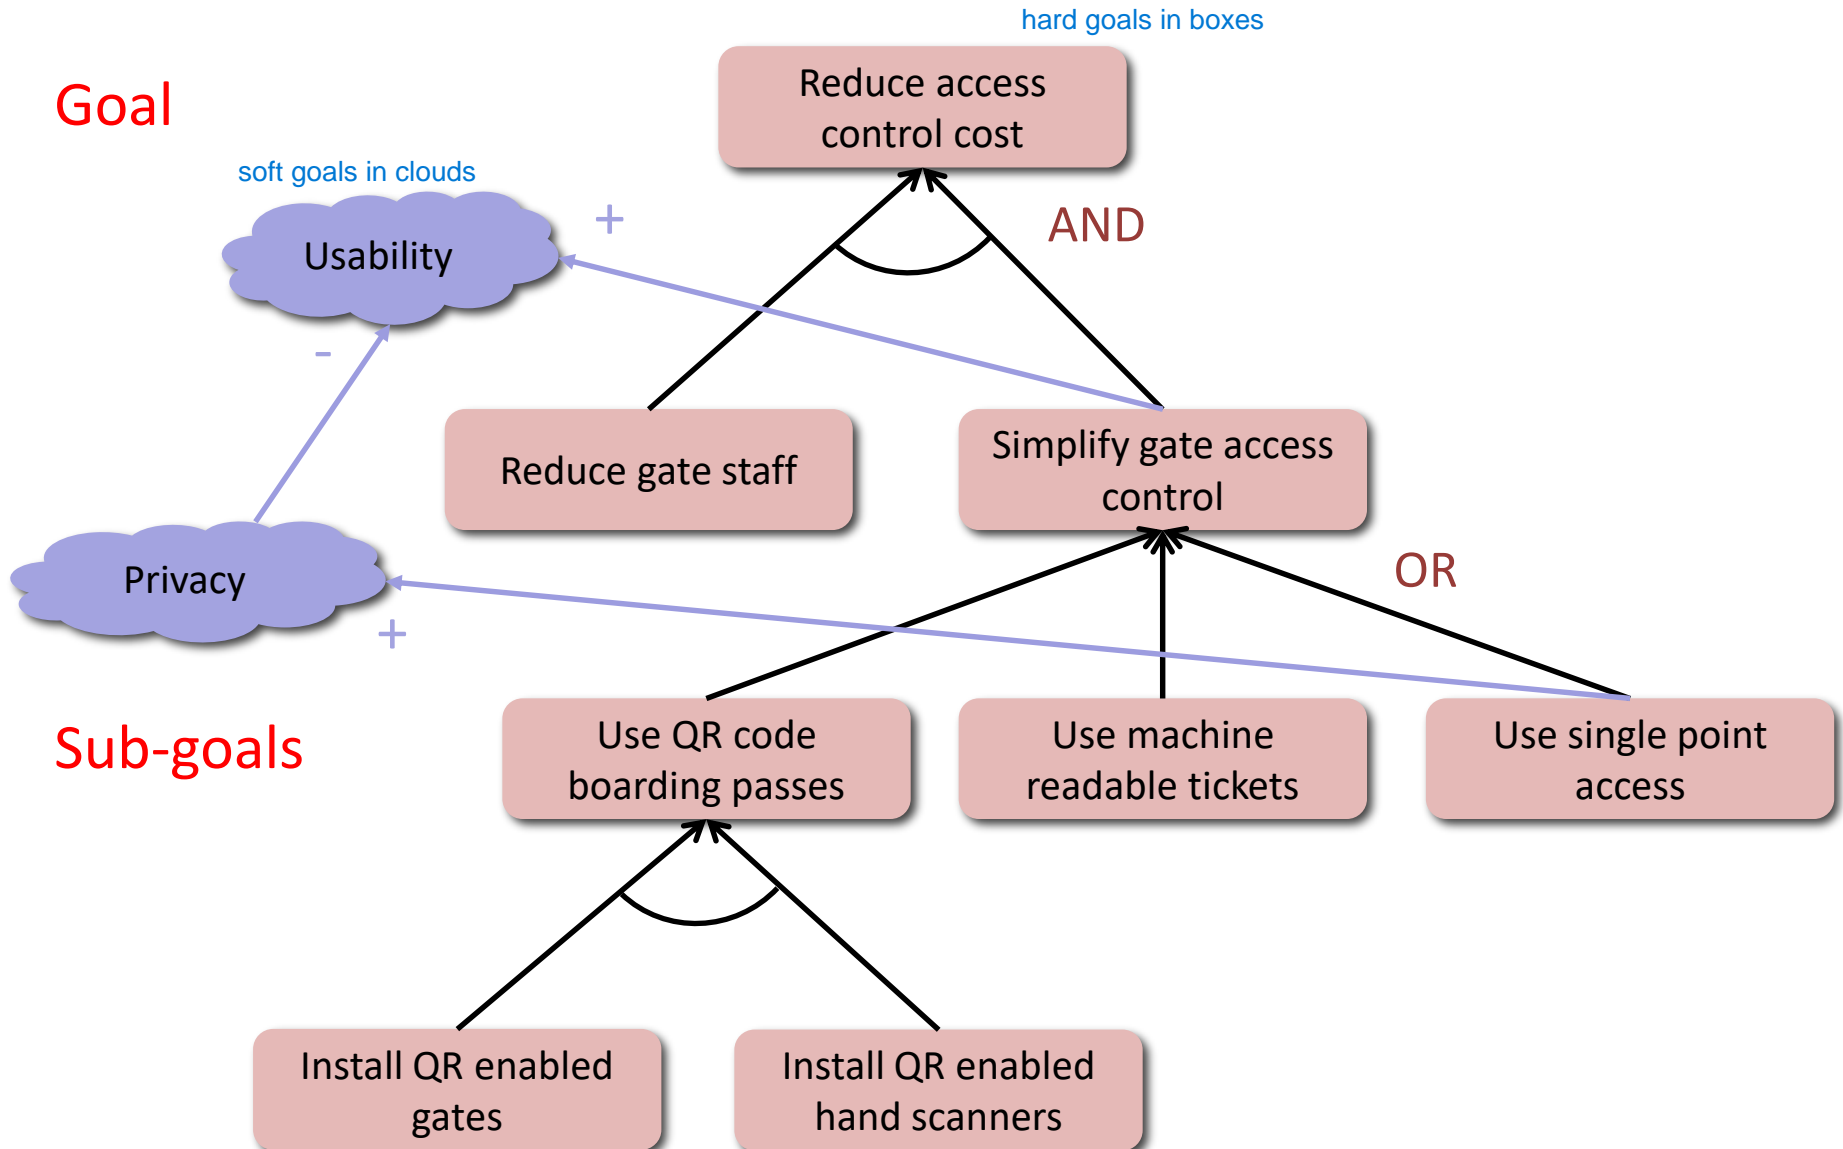 hard goals in boxes
Goal
Reduce access
control cost
soft goals in clouds
Usability
+
AND
-
Reduce gate staff
Simplify gate access
control
Privacy
+
OR
Sub-goals
Use QR code
boarding passes
Use machine
readable tickets
Use single point
access
Install QR enabled
gates
Install QR enabled
hand scanners